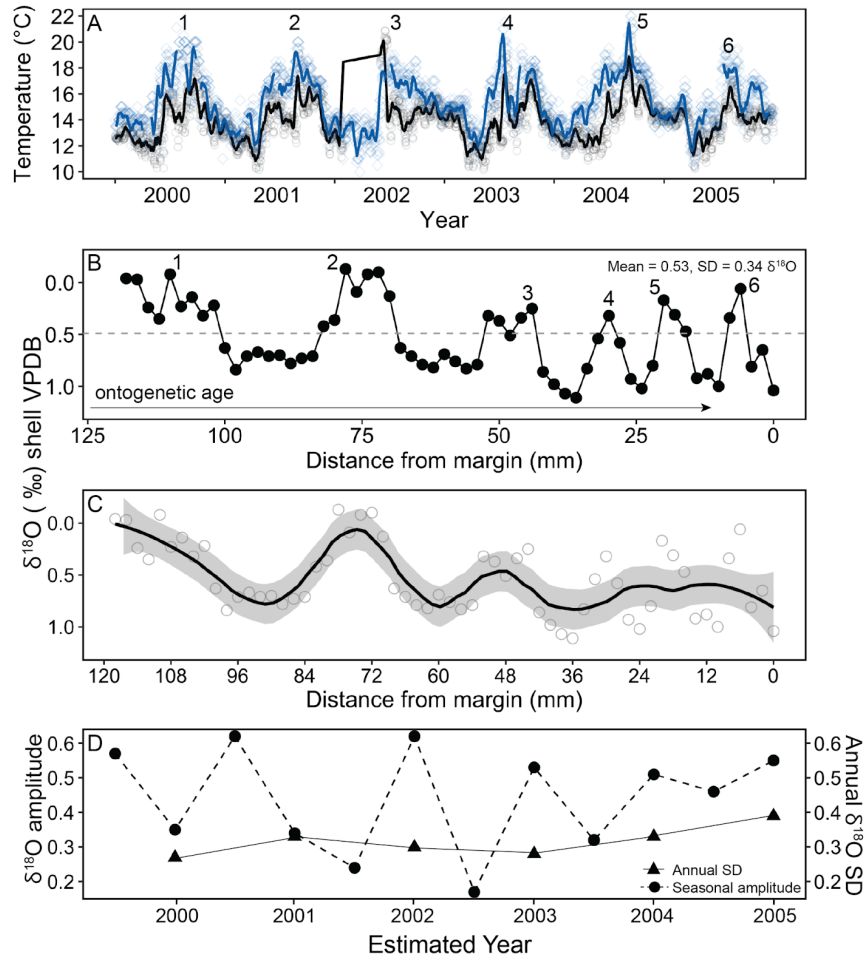 A
1 2 3 4 5 6
22
20
18
16
14
12
10
Temperature (°C)
2000 2001 2002 2003 2004 2005
Year
B
Mean = 0.53, SD = 0.34 δ18O
1 2 3 4 5 6
0.0
0.5
1.0
ontogenetic age
125 100 75 50 25 0
Distance from margin (mm)
δ18O ( ‰) shell VPDB
C
0.0
0.5
1.0
120 108 96 84 72 60 48 36 24 12 0
Distance from margin (mm)
D
0.6 0.6
0.5 0.5
0.4 0.4
0.3 0.3
0.2 0.2
δ18O amplitude
Annual δ18O SD
Annual SD
Seasonal amplitude
2000 2001 2002 2003 2004 2005
Estimated Year